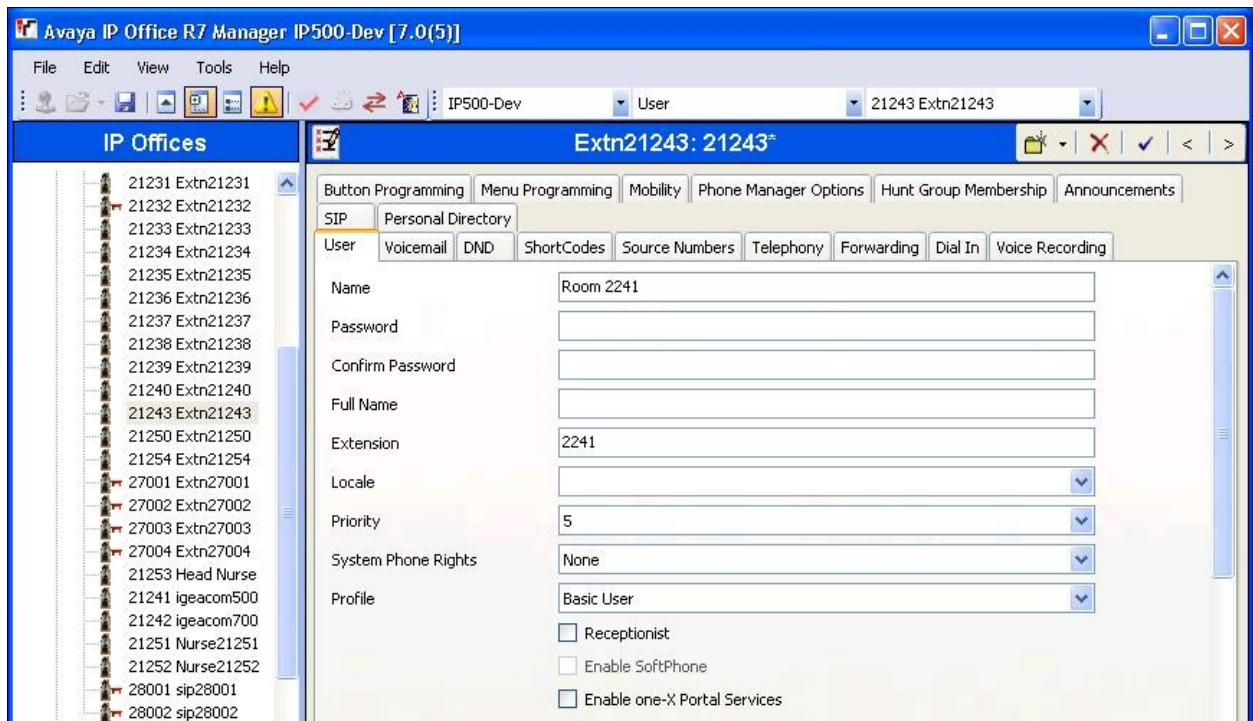 Avaya IP Office R7 Manager IP500-Dev [7.0(5)]
File Edit View Tools Help
IP500-Dev User 21243 Extn21243
IP Offices
21231 Extn21231
21232 Extn21232
21233 Extn21233
21234 Extn21234
21235 Extn21235
21236 Extn21236
21237 Extn21237
21238 Extn21238
21239 Extn21239
21240 Extn21240
21243 Extn21243
21250 Extn21250
21254 Extn21254
27001 Extn27001
27002 Extn27002
27003 Extn27003
27004 Extn27004
21253 Head Nurse
21241 igeacom500
21242 igeacom700
21251 Nurse21251
21252 Nurse21252
28001 sip28001
28002 sip28002
Extn21243: 21243*
Button Programming Menu Programming Mobility Phone Manager Options Hunt Group Membership Announcements
SIP Personal Directory
User Voicemail DND ShortCodes Source Numbers Telephony Forwarding Dial In Voice Recording
Name Room 2241
Password
Confirm Password
Full Name
Extension 2241
Locale
Priority 5
System Phone Rights None
Profile Basic User
Receptionist
Enable SoftPhone
Enable one-X Portal Services